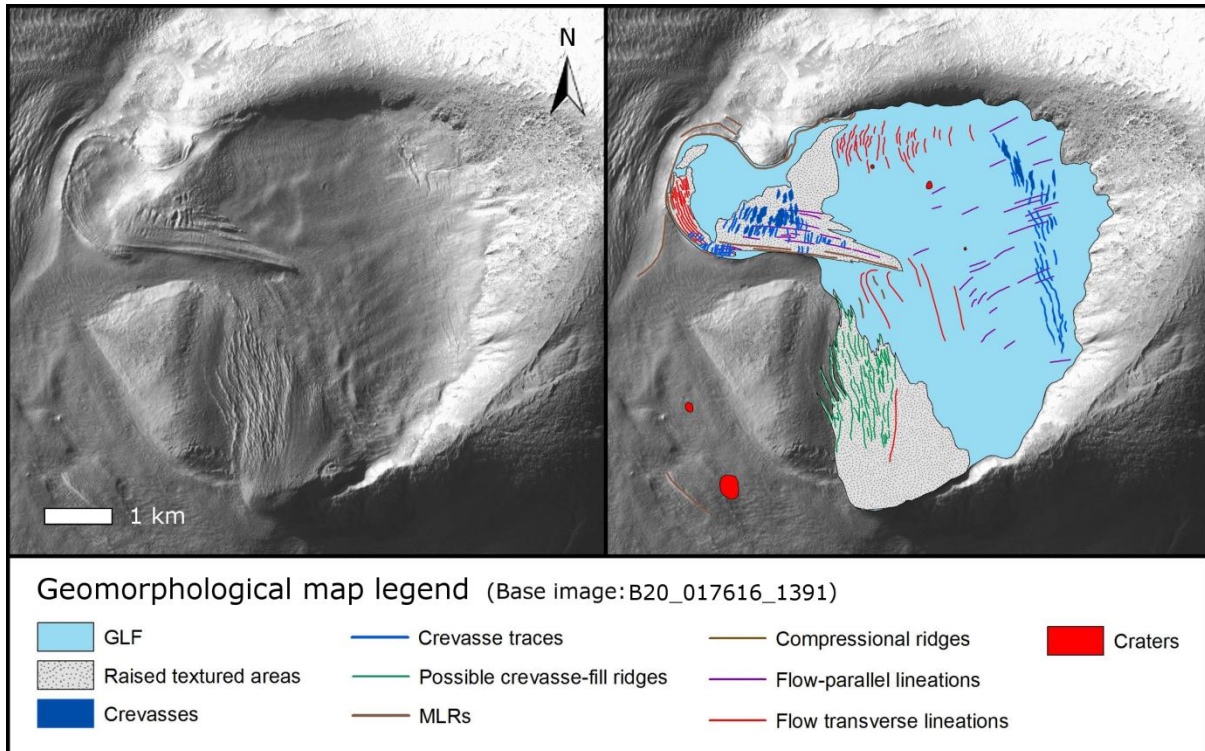 N
1 km
Geomorphological map legend (Base image: B20_017616_1391)
GLF
Crevasse traces
Compressional ridges
Craters
Raised textured areas
Possible crevasse-fill ridges
Flow-parallel lineations
Crevasses
MLRs
Flow transverse lineations